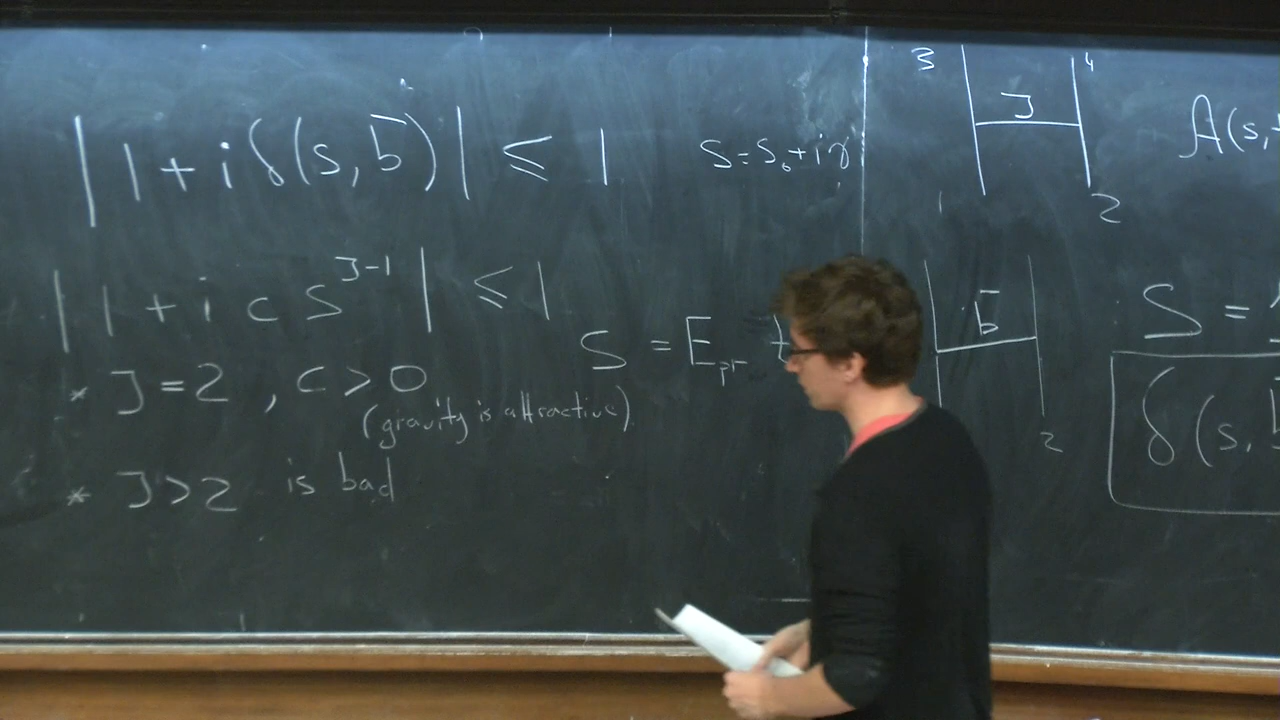 |1 + i δ(s, b⃗)| ≤ 1
s = s₀ + iγ
|1 + i c s^{J-1}| ≤ 1
S = E_pr t
* J = 2 , c > 0
(gravity is attractive)
* J > 2 is bad
3 4
J
1 2
A(s,
b⃗
2
S =
δ(s, b